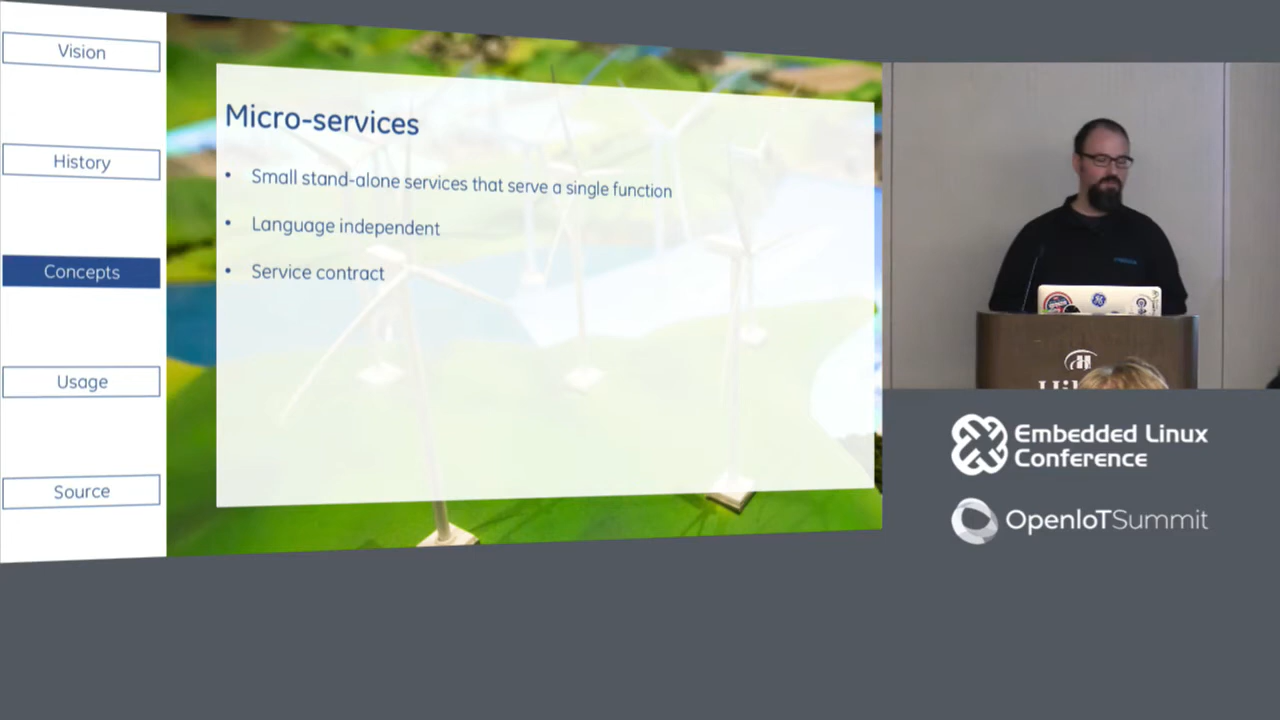 Vision
History
Concepts
Usage
Source
Micro-services
• Small stand-alone services that serve a single function
• Language independent
• Service contract
Embedded Linux
Conference
OpenIoTSummit